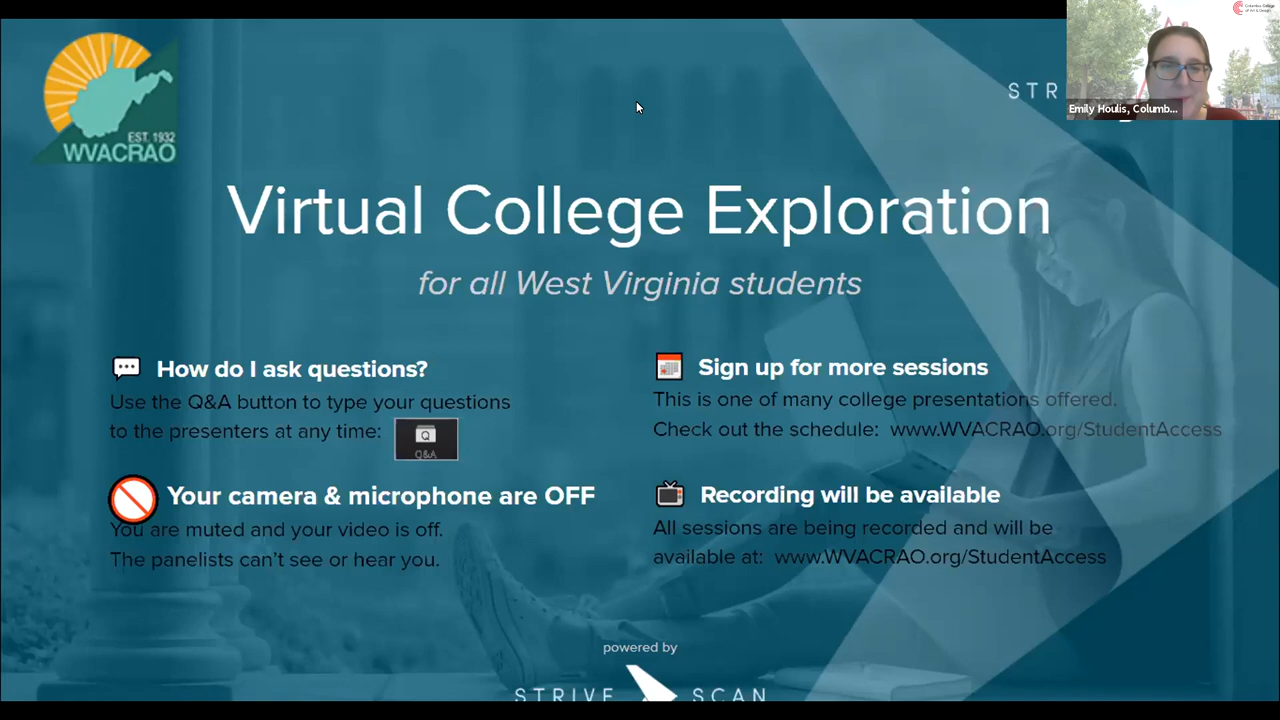 Columbus College
of Art & Design
STR
Emily Houlis, Columb...
EST. 1932
WVACRAO
Virtual College Exploration
for all West Virginia students
How do I ask questions?
Use the Q&A button to type your questions
to the presenters at any time:
Q
Q&A
Sign up for more sessions
This is one of many college presentations offered.
Check out the schedule: www.WVACRAO.org/StudentAccess
Your camera & microphone are OFF
You are muted and your video is off.
The panelists can't see or hear you.
Recording will be available
All sessions are being recorded and will be
available at: www.WVACRAO.org/StudentAccess
powered by
STRIVE SCAN